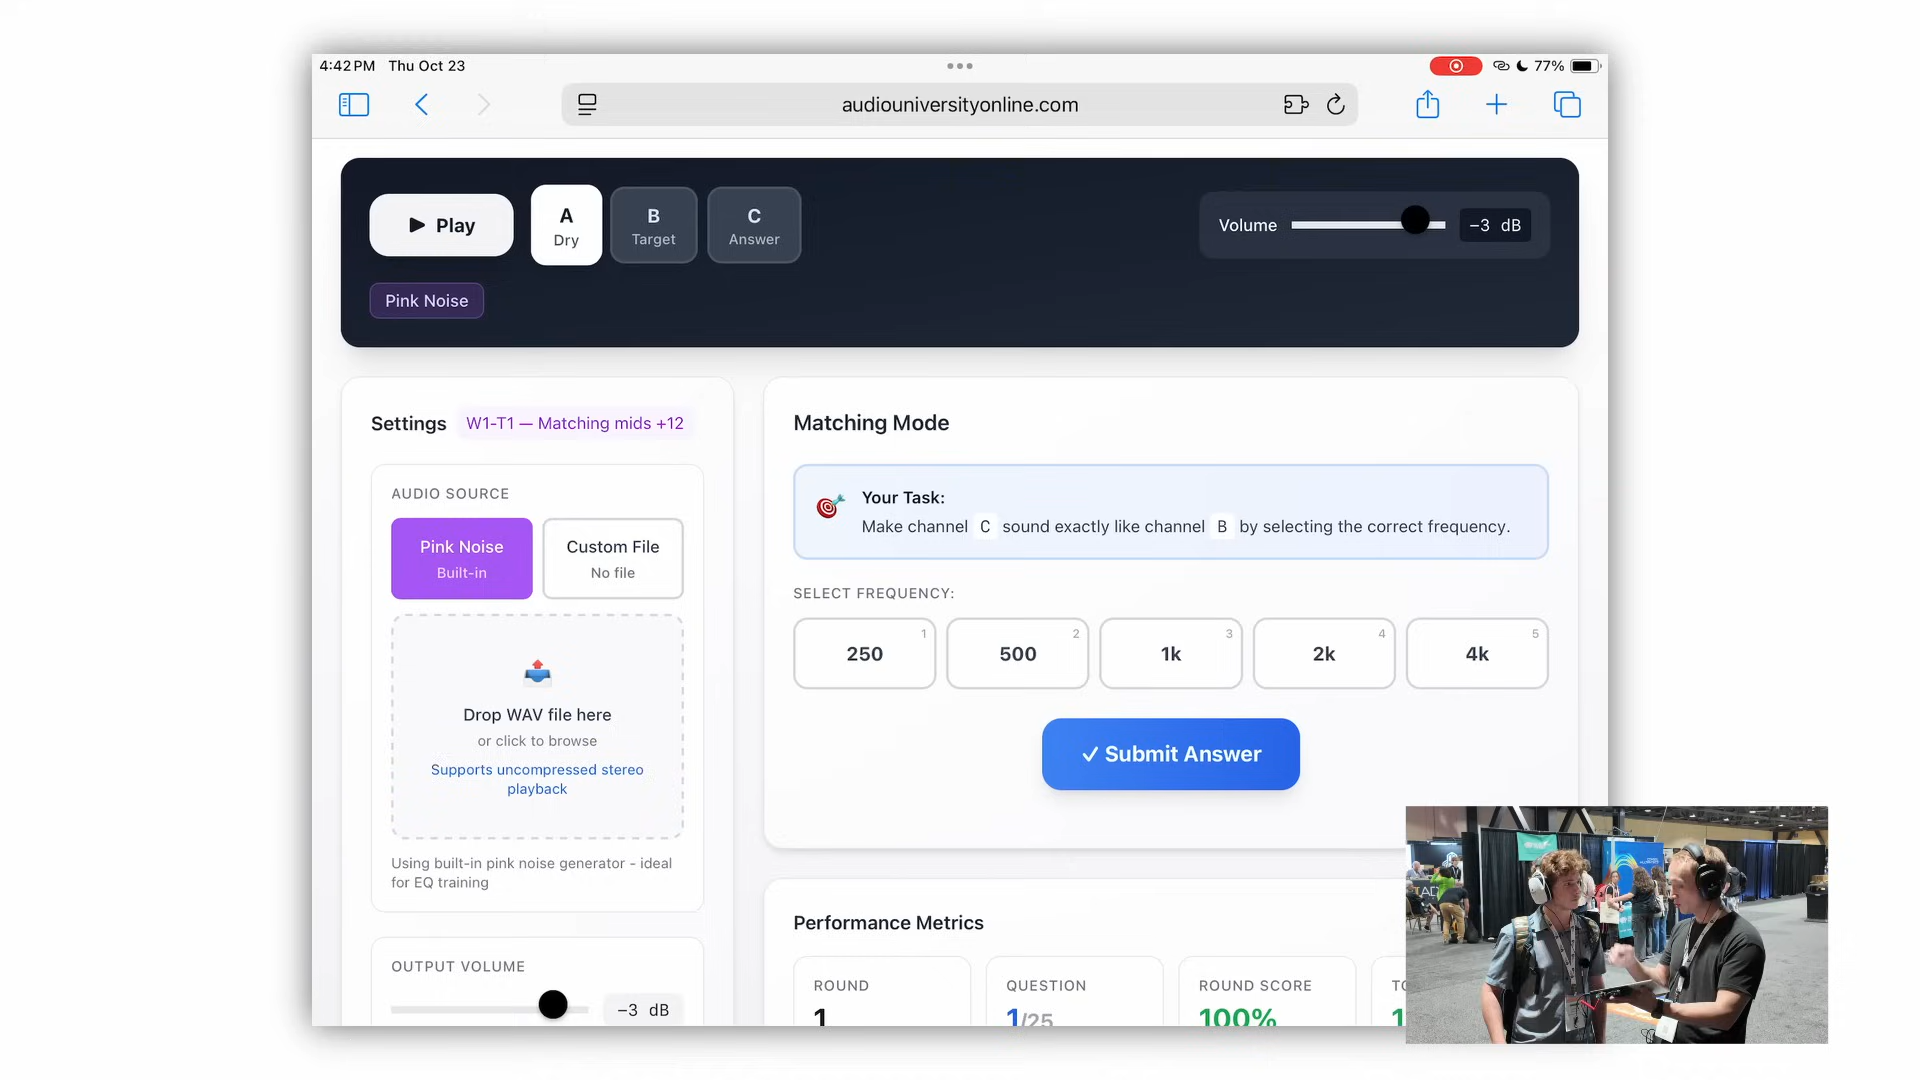 4:42 PM Thu Oct 23
77%
audiouniversityonline.com
Play
A
Dry
B
Target
C
Answer
Volume
−3 dB
Pink Noise
Settings
W1-T1 — Matching mids +12
AUDIO SOURCE
Pink Noise
Built-in
Custom File
No file
Drop WAV file here
or click to browse
Supports uncompressed stereo
playback
Using built-in pink noise generator - ideal
for EQ training
OUTPUT VOLUME
−3 dB
Matching Mode
Your Task:
Make channel C sound exactly like channel B by selecting the correct frequency.
SELECT FREQUENCY:
250 1
500 2
1k 3
2k 4
4k 5
✓ Submit Answer
Performance Metrics
ROUND
1
QUESTION
1/25
ROUND SCORE
100%